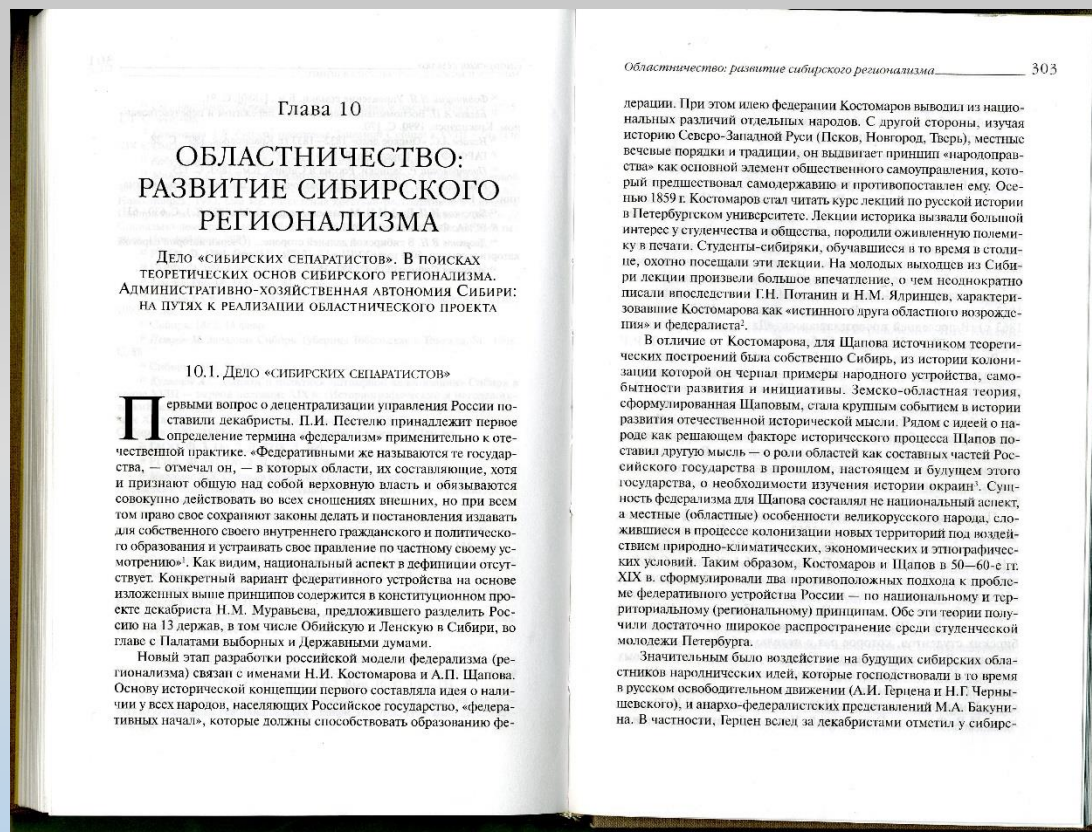 Глава 10
ОБЛАСТНИЧЕСТВО:
РАЗВИТИЕ СИБИРСКОГО
РЕГИОНАЛИЗМА
Дело «сибирских сепаратистов». В поисках
теоретических основ сибирского регионализма.
Административно-хозяйственная автономия Сибири:
на путях к реализации областнического проекта
10.1. Дело «сибирских сепаратистов»
Первыми вопрос о децентрализации управления России по-
ставили декабристы. П.И. Пестелю принадлежит первое
определение термина «федерализм» применительно к оте-
чественной практике. «Федеративными же называются те государ-
ства, — отмечал он, — в которых области, их составляющие, хотя
и признают общую над собой верховную власть и обязываются
совокупно действовать во всех сношениях внешних, но при всем
том право свое сохраняют законы делать и постановления издавать
для собственного своего внутреннего гражданского и политическо-
го образования и устраивать свое правление по частному своему ус-
мотрению»¹. Как видим, национальный аспект в дефиниции отсут-
ствует. Конкретный вариант федеративного устройства на основе
изложенных выше принципов содержится в конституционном про-
екте декабриста Н.М. Муравьева, предложившего разделить Рос-
сию на 13 держав, в том числе Обийскую и Ленскую в Сибири, во
главе с Палатами выборных и Державными думами.
Новый этап разработки российской модели федерализма (ре-
гионализма) связан с именами Н.И. Костомарова и А.П. Щапова.
Основу исторической концепции первого составляла идея о нали-
чии у всех народов, населяющих Российское государство, «федера-
тивных начал», которые должны способствовать образованию фе-
Областничество: развитие сибирского регионализма 303
дерации. При этом идею федерации Костомаров выводил из нацио-
нальных различий отдельных народов. С другой стороны, изучая
историю Северо-Западной Руси (Псков, Новгород, Тверь), местные
вечевые порядки и традиции, он выдвигает принцип «народоправ-
ства» как основной элемент общественного самоуправления, кото-
рый предшествовал самодержавию и противопоставлен ему. Осе-
нью 1859 г. Костомаров стал читать курс лекций по русской истории
в Петербургском университете. Лекции историка вызвали большой
интерес у студенчества и общества, породили оживленную полеми-
ку в печати. Студенты-сибиряки, обучавшиеся в то время в столи-
це, охотно посещали эти лекции. На молодых выходцев из Сиби-
ри лекции произвели большое впечатление, о чем неоднократно
писали впоследствии Г.Н. Потанин и Н.М. Ядринцев, характери-
зовавшие Костомарова как «истинного друга областного возрожде-
ния» и федералиста².
В отличие от Костомарова, для Щапова источником теорети-
ческих построений была собственно Сибирь, из истории колони-
зации которой он черпал примеры народного устройства, само-
бытности развития и инициативы. Земско-областная теория,
сформулированная Щаповым, стала крупным событием в истории
развития отечественной исторической мысли. Рядом с идеей о на-
роде как решающем факторе исторического процесса Щапов по-
ставил другую мысль — о роли областей как составных частей Рос-
сийского государства в прошлом, настоящем и будущем этого
государства, о необходимости изучения истории окраин³. Сущ-
ность федерализма для Щапова составлял не национальный аспект,
а местные (областные) особенности великорусского народа, сло-
жившиеся в процессе колонизации новых территорий под воздей-
ствием природно-климатических, экономических и этнографичес-
ких условий. Таким образом, Костомаров и Щапов в 50—60-е гг.
XIX в. сформулировали два противоположных подхода к пробле-
ме федеративного устройства России — по национальному и тер-
риториальному (региональному) принципам. Обе эти теории полу-
чили достаточно широкое распространение среди студенческой
молодежи Петербурга.
Значительным было воздействие на будущих сибирских обла-
стников народнических идей, которые господствовали в то время
в русском освободительном движении (А.И. Герцена и Н.Г. Черны-
шевского), и анархо-федералистских представлений М.А. Бакуни-
на. В частности, Герцен вслед за декабристами отметил у сибирс-